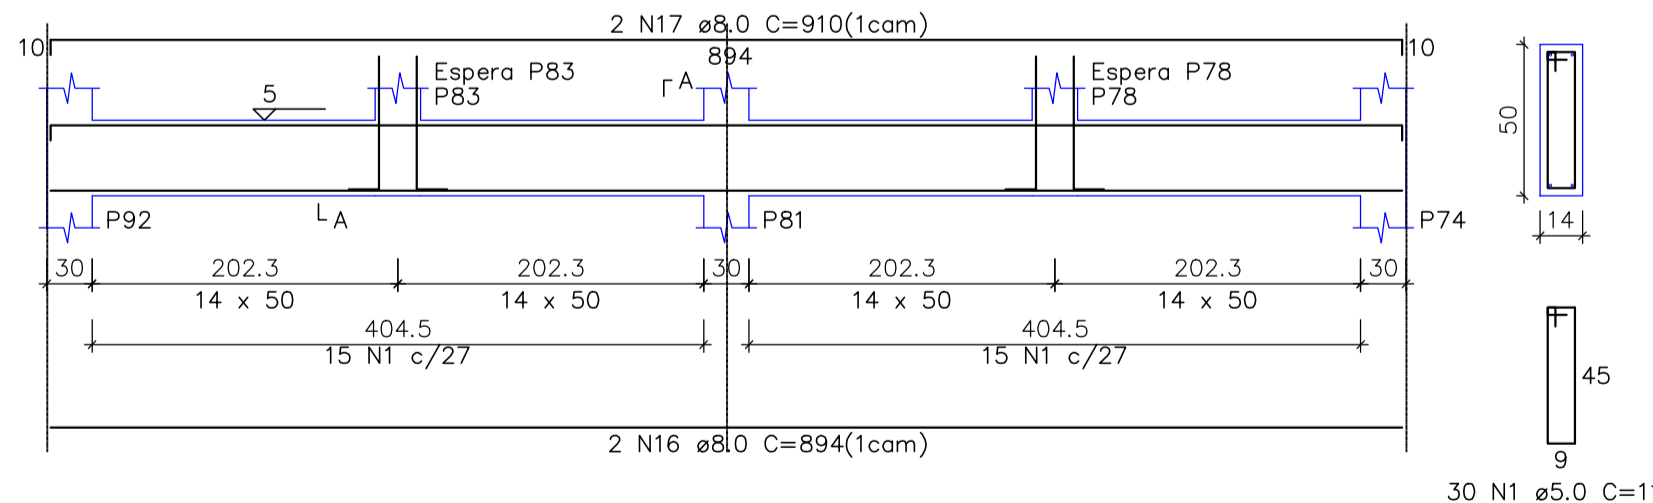 2 N17 ø8.0 C=910(1cam)
10
894
10
Espera P83
P83
A
Espera P78
P78
5
50
P92
A
P81
P74
14
30
202.3
202.3
30
202.3
202.3
30
14 x 50
14 x 50
14 x 50
14 x 50
404.5
404.5
15 N1 c/27
15 N1 c/27
45
2 N16 ø8.0 C=894(1cam)
9
30 N1 ø5.0 C=11